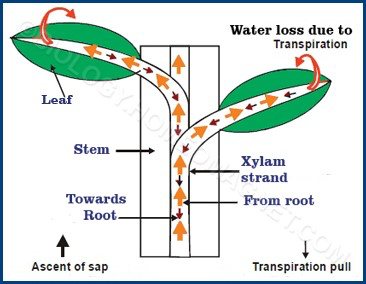 Water loss due to
Transpiration
Leaf
Stem
Xylam
strand
Towards
Root
From root
Ascent of sap
Transpiration pull